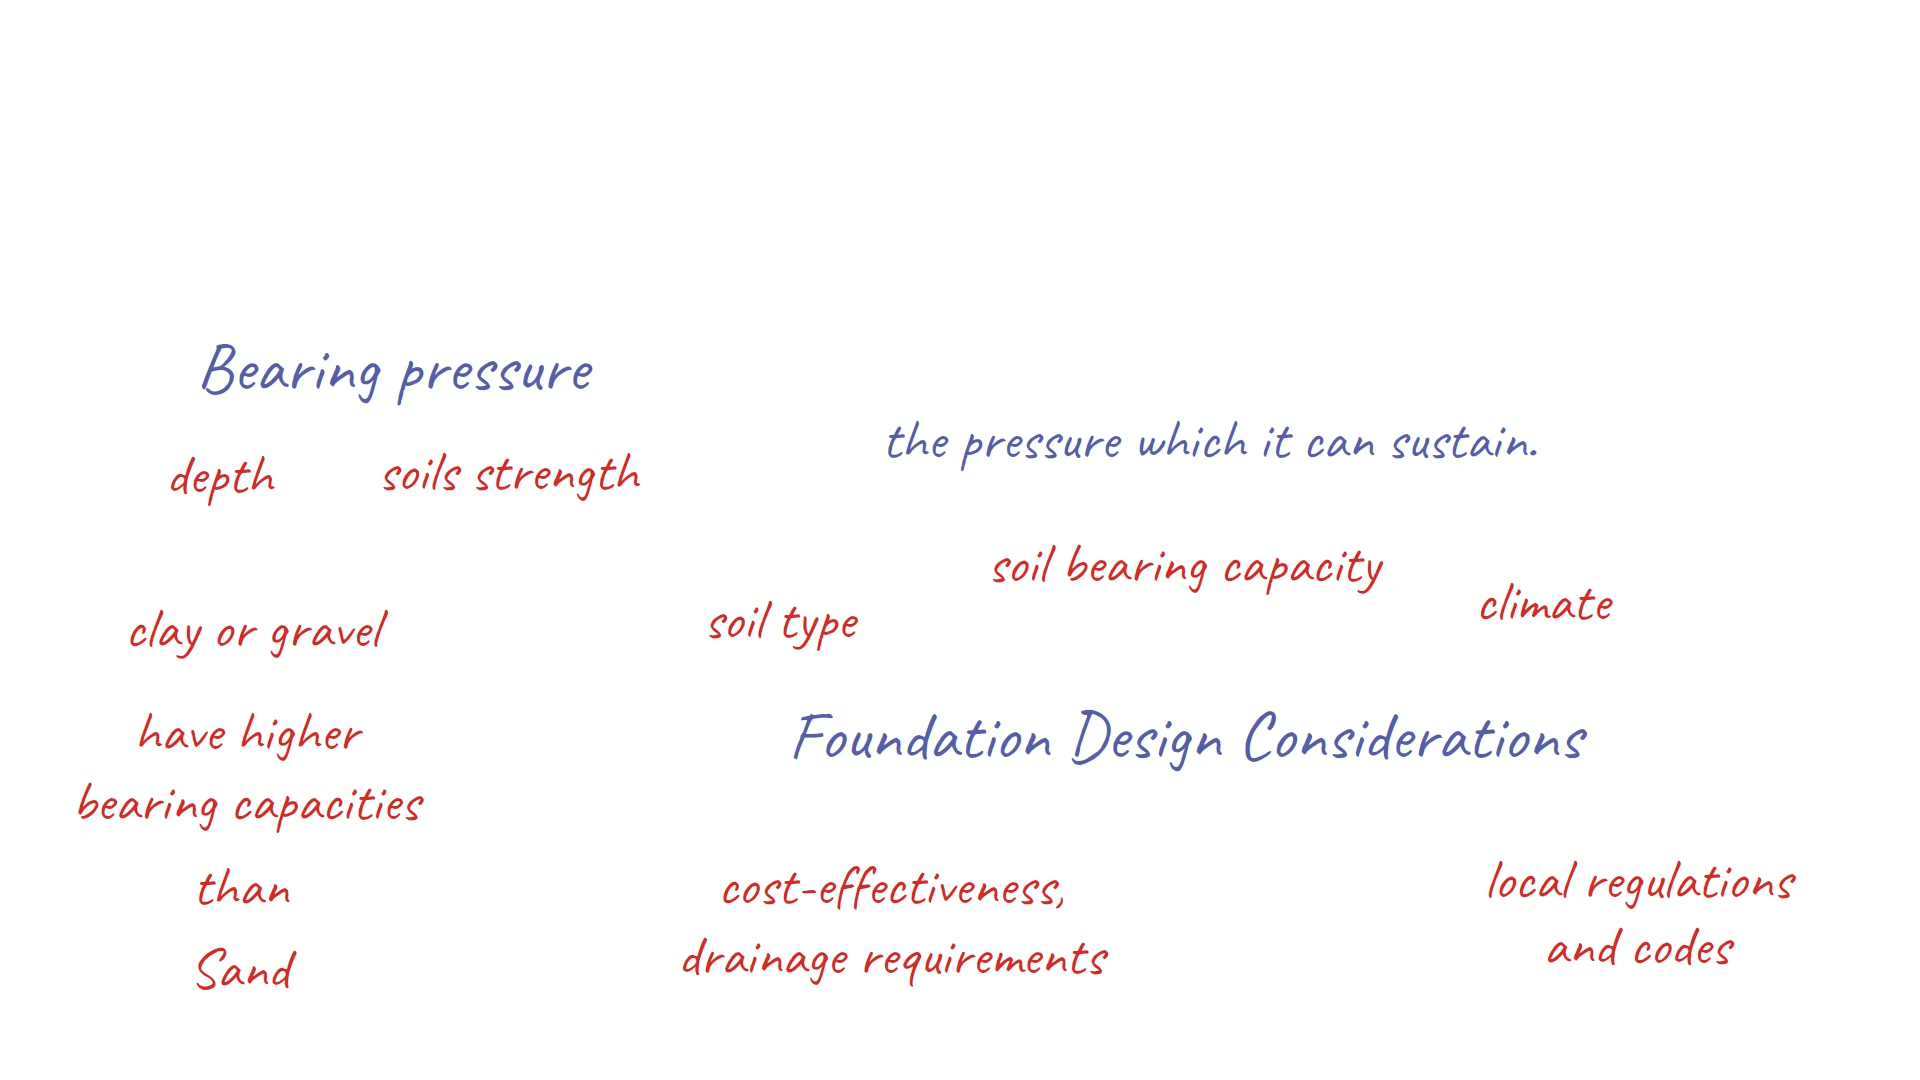 Bearing pressure
the pressure which it can sustain.
depth
soils strength
soil bearing capacity
climate
soil type
clay or gravel
have higher
bearing capacities
than
Sand
Foundation Design Considerations
cost-effectiveness,
drainage requirements
local regulations
and codes